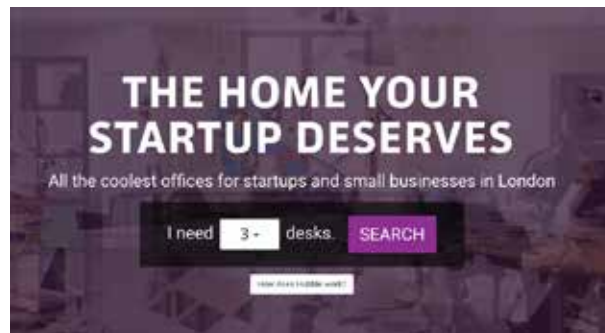 THE HOME YOUR
STARTUP DESERVES
All the coolest offices for startups and small businesses in London
I need 3 desks. SEARCH
How does Hubble work?